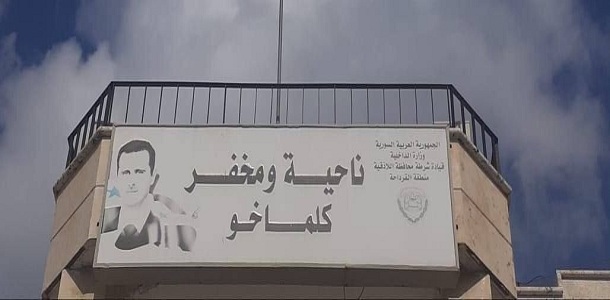 الجمهورية العربية السورية
وزارة الداخلية
قيادة شرطة محافظة اللاذقية
منطقة القرداحة
ناحية ومخفر
كلماخو